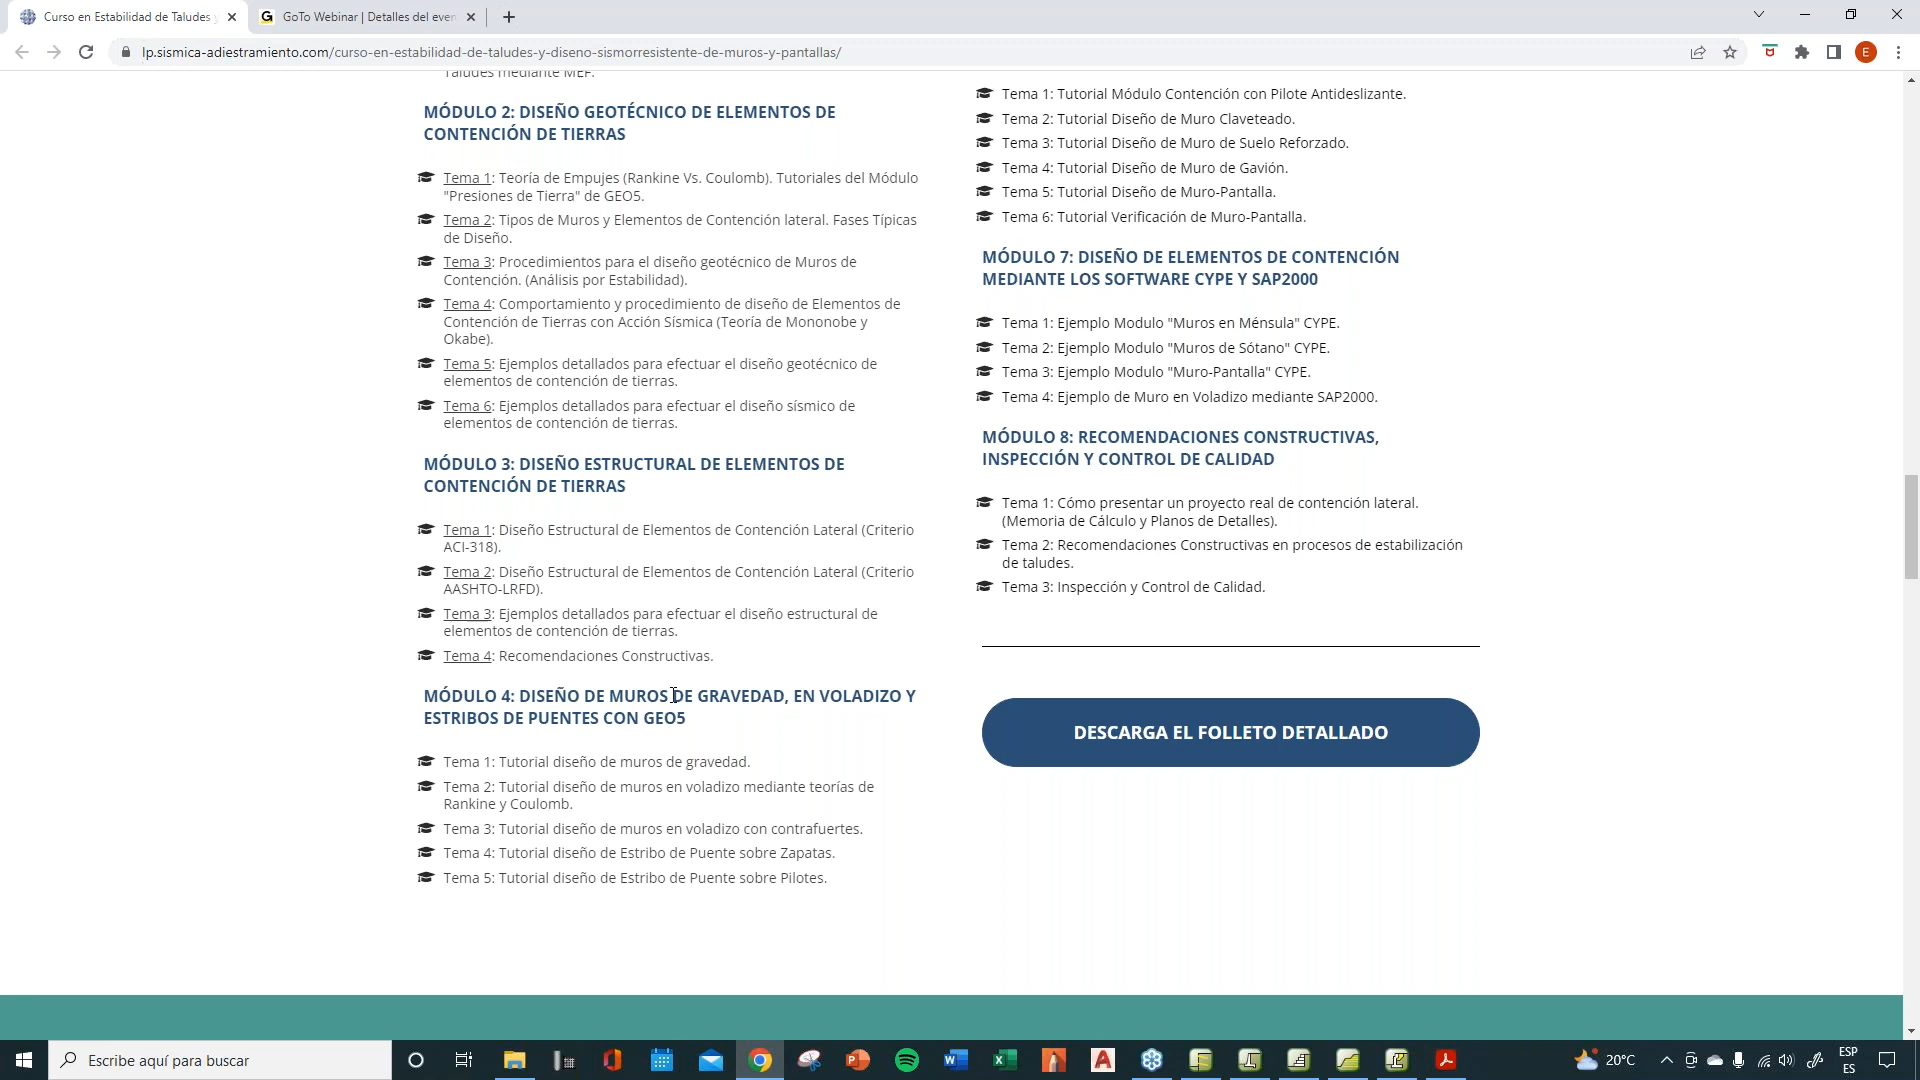 Curso en Estabilidad de Taludes y
GoTo Webinar | Detalles del even
lp.sismica-adiestramiento.com/curso-en-estabilidad-de-taludes-y-diseno-sismorresistente-de-muros-y-pantallas/
E
Taludes mediante MEF.
MÓDULO 2: DISEÑO GEOTÉCNICO DE ELEMENTOS DE
CONTENCIÓN DE TIERRAS
Tema 1: Teoría de Empujes (Rankine Vs. Coulomb). Tutoriales del Módulo
"Presiones de Tierra" de GEO5.
Tema 2: Tipos de Muros y Elementos de Contención lateral. Fases Típicas
de Diseño.
Tema 3: Procedimientos para el diseño geotécnico de Muros de
Contención. (Análisis por Estabilidad).
Tema 4: Comportamiento y procedimiento de diseño de Elementos de
Contención de Tierras con Acción Sísmica (Teoría de Mononobe y
Okabe).
Tema 5: Ejemplos detallados para efectuar el diseño geotécnico de
elementos de contención de tierras.
Tema 6: Ejemplos detallados para efectuar el diseño sísmico de
elementos de contención de tierras.
MÓDULO 3: DISEÑO ESTRUCTURAL DE ELEMENTOS DE
CONTENCIÓN DE TIERRAS
Tema 1: Diseño Estructural de Elementos de Contención Lateral (Criterio
ACI-318).
Tema 2: Diseño Estructural de Elementos de Contención Lateral (Criterio
AASHTO-LRFD).
Tema 3: Ejemplos detallados para efectuar el diseño estructural de
elementos de contención de tierras.
Tema 4: Recomendaciones Constructivas.
MÓDULO 4: DISEÑO DE MUROS DE GRAVEDAD, EN VOLADIZO Y
ESTRIBOS DE PUENTES CON GEO5
Tema 1: Tutorial diseño de muros de gravedad.
Tema 2: Tutorial diseño de muros en voladizo mediante teorías de
Rankine y Coulomb.
Tema 3: Tutorial diseño de muros en voladizo con contrafuertes.
Tema 4: Tutorial diseño de Estribo de Puente sobre Zapatas.
Tema 5: Tutorial diseño de Estribo de Puente sobre Pilotes.
Tema 1: Tutorial Módulo Contención con Pilote Antideslizante.
Tema 2: Tutorial Diseño de Muro Claveteado.
Tema 3: Tutorial Diseño de Muro de Suelo Reforzado.
Tema 4: Tutorial Diseño de Muro de Gavión.
Tema 5: Tutorial Diseño de Muro-Pantalla.
Tema 6: Tutorial Verificación de Muro-Pantalla.
MÓDULO 7: DISEÑO DE ELEMENTOS DE CONTENCIÓN
MEDIANTE LOS SOFTWARE CYPE Y SAP2000
Tema 1: Ejemplo Modulo "Muros en Ménsula" CYPE.
Tema 2: Ejemplo Modulo "Muros de Sótano" CYPE.
Tema 3: Ejemplo Modulo "Muro-Pantalla" CYPE.
Tema 4: Ejemplo de Muro en Voladizo mediante SAP2000.
MÓDULO 8: RECOMENDACIONES CONSTRUCTIVAS,
INSPECCIÓN Y CONTROL DE CALIDAD
Tema 1: Cómo presentar un proyecto real de contención lateral.
(Memoria de Cálculo y Planos de Detalles).
Tema 2: Recomendaciones Constructivas en procesos de estabilización
de taludes.
Tema 3: Inspección y Control de Calidad.
DESCARGA EL FOLLETO DETALLADO
Escribe aquí para buscar
20°C
ESP
ES